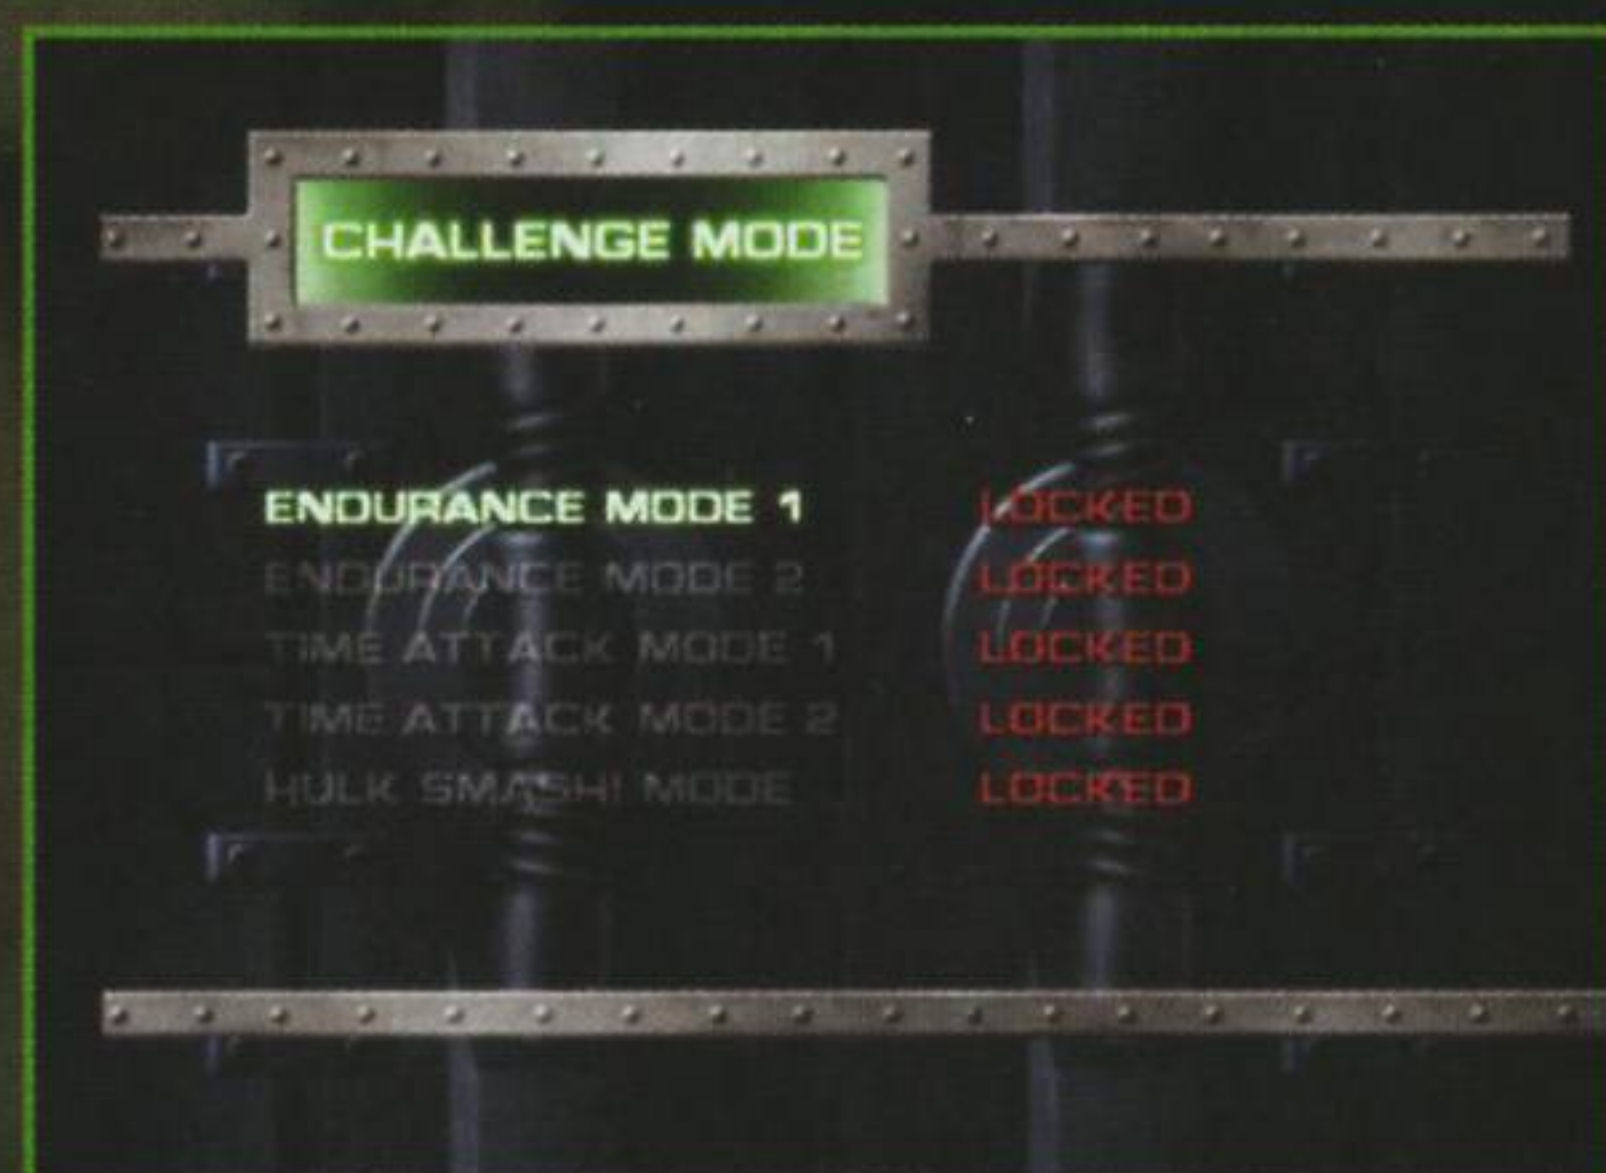 CHALLENGE MODE
ENDURANCE MODE 1 LOCKED
ENDURANCE MODE 2 LOCKED
TIME ATTACK MODE 1 LOCKED
TIME ATTACK MODE 2 LOCKED
HULK SMASH! MODE LOCKED